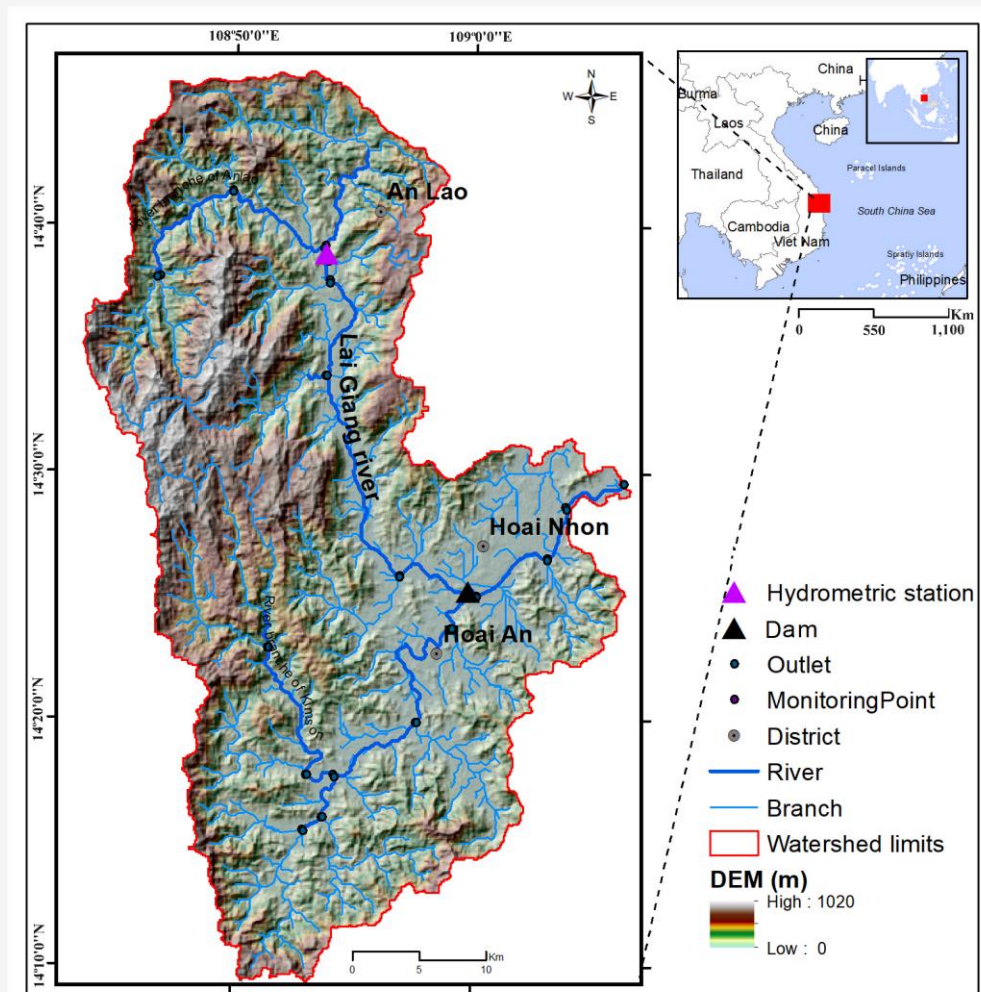 108°50'0"E
109°0'0"E
N
W
E
S
14°40'0"N
14°30'0"N
14°20'0"N
14°10'0"N
An Lao
Lai Giang river
Hoai Nhon
Hoai An
0 5 10 Km
China
Burma
Laos
China
Thailand
Paracel Islands
South China Sea
Cambodia
Viet Nam
Spratly Islands
Philippines
Km
0 550 1,100
Hydrometric station
Dam
Outlet
MonitoringPoint
District
River
Branch
Watershed limits
DEM (m)
High : 1020
Low : 0